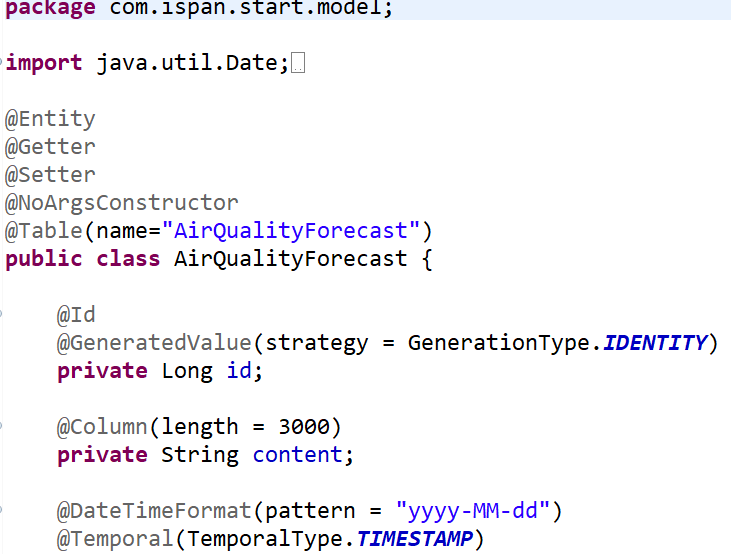 package com.ispan.start.model;
import java.util.Date;
@Entity
@Getter
@Setter
@NoArgsConstructor
@Table(name="AirQualityForecast")
public class AirQualityForecast {
@Id
@GeneratedValue(strategy = GenerationType.IDENTITY)
private Long id;
@Column(length = 3000)
private String content;
@DateTimeFormat(pattern = "yyyy-MM-dd")
@Temporal(TemporalType.TIMESTAMP)